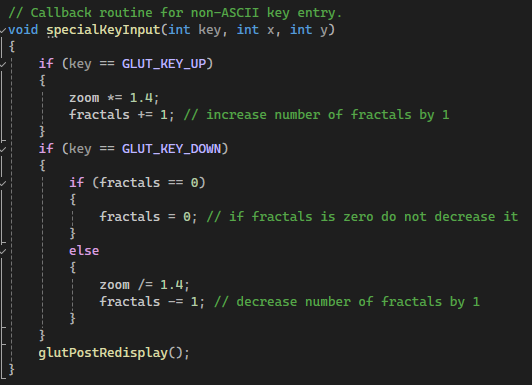 // Callback routine for non-ASCII key entry.
void specialKeyInput(int key, int x, int y)
{
    if (key == GLUT_KEY_UP)
    {
        zoom *= 1.4;
        fractals += 1; // increase number of fractals by 1
    }
    if (key == GLUT_KEY_DOWN)
    {
        if (fractals == 0)
        {
            fractals = 0; // if fractals is zero do not decrease it
        }
        else
        {
            zoom /= 1.4;
            fractals -= 1; // decrease number of fractals by 1
        }
    }
    glutPostRedisplay();
}